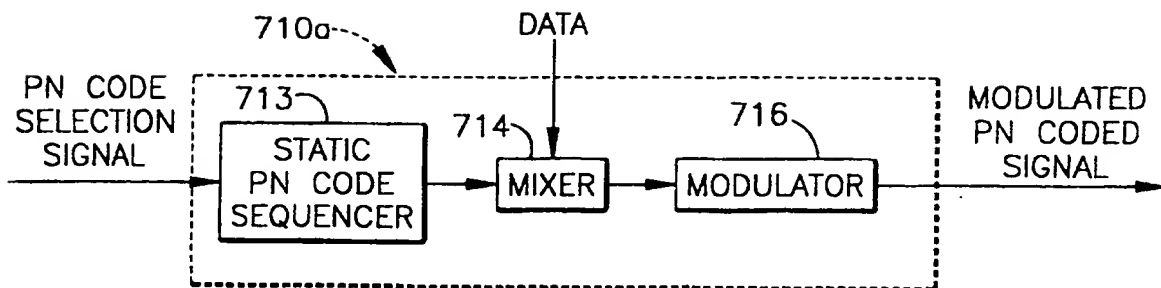 710a
DATA
PN CODE
SELECTION
SIGNAL
713
STATIC
PN CODE
SEQUENCER
714
MIXER
716
MODULATOR
MODULATED
PN CODED
SIGNAL